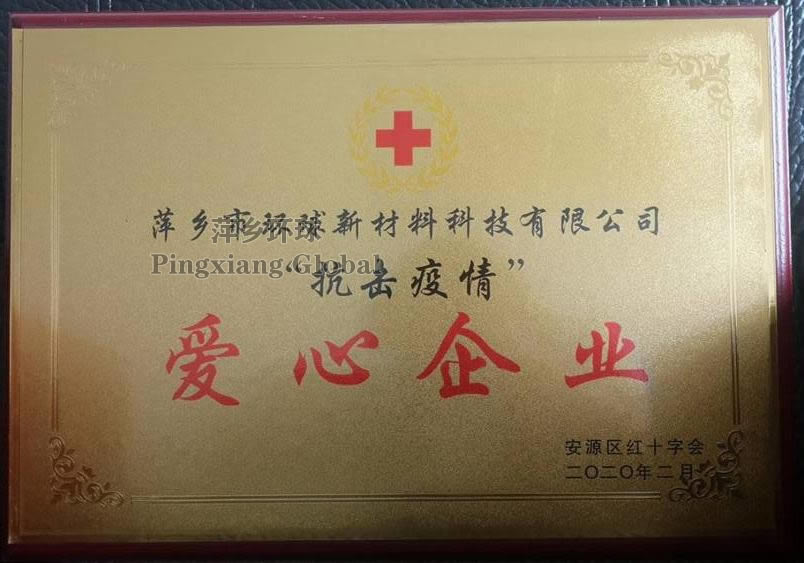 萍乡市环球新材料科技有限公司
萍乡环球
Pingxiang Global
“抗击疫情”
爱心企业
安源区红十字会
二〇二〇年二月